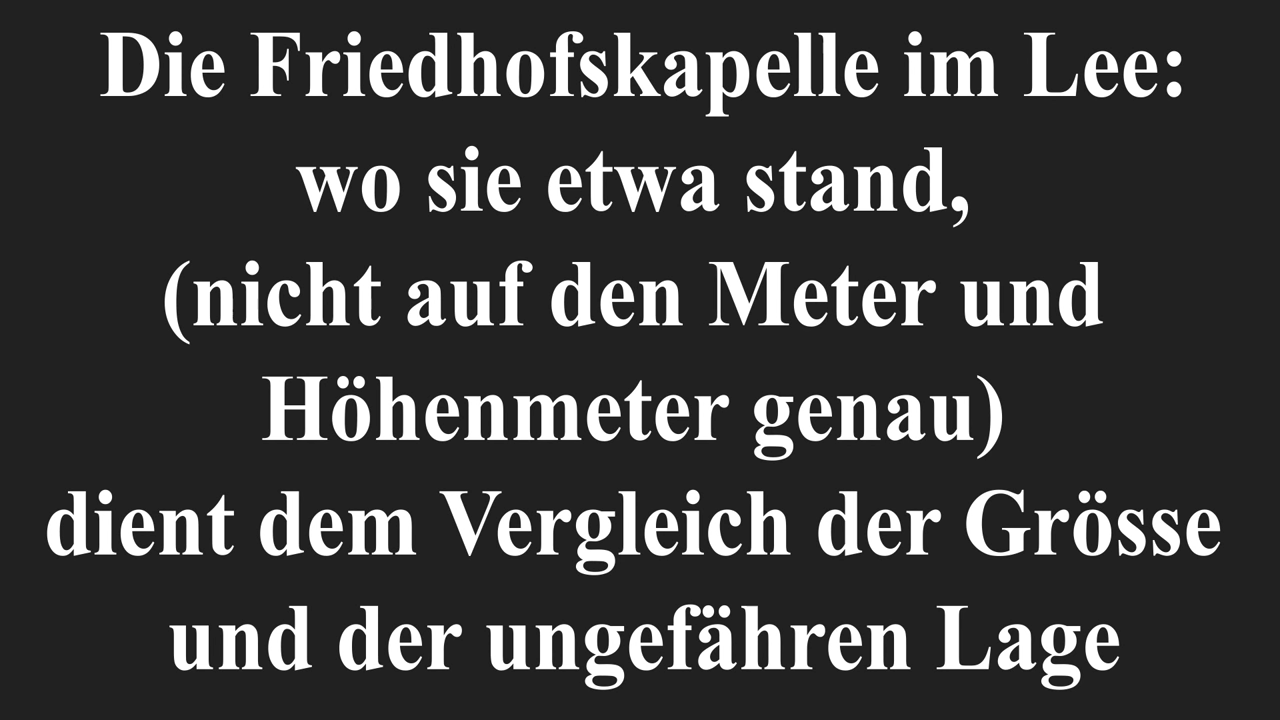 Die Friedhofskapelle im Lee:
wo sie etwa stand,
(nicht auf den Meter und
Höhenmeter genau)
dient dem Vergleich der Grösse
und der ungefähren Lage